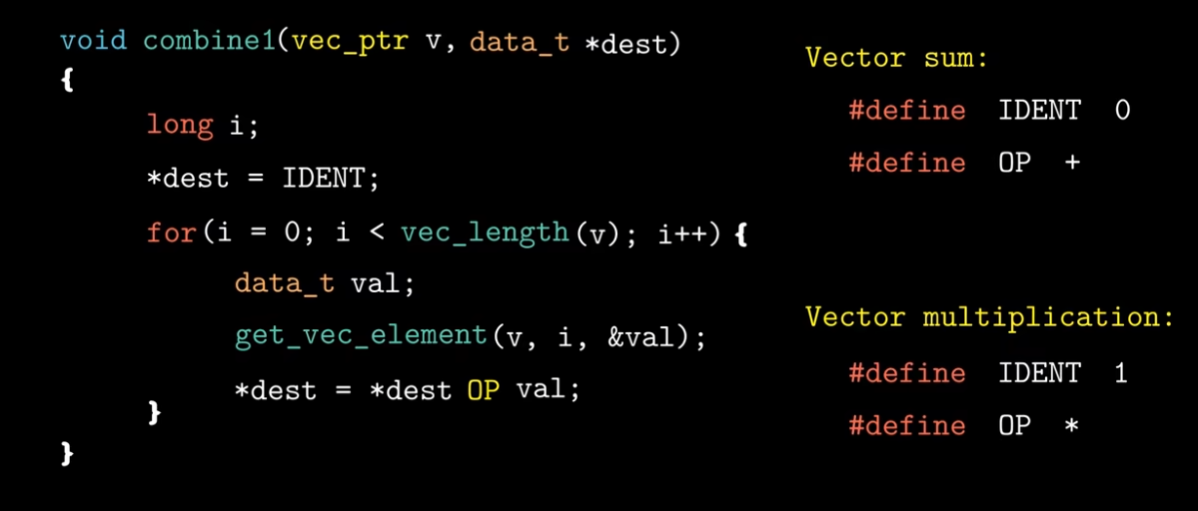 void combine1(vec_ptr v, data_t *dest)
{
long i;
*dest = IDENT;
for(i = 0; i < vec_length(v); i++) {
data_t val;
get_vec_element(v, i, &val);
*dest = *dest OP val;
}
}
Vector sum:
#define IDENT 0
#define OP +
Vector multiplication:
#define IDENT 1
#define OP *